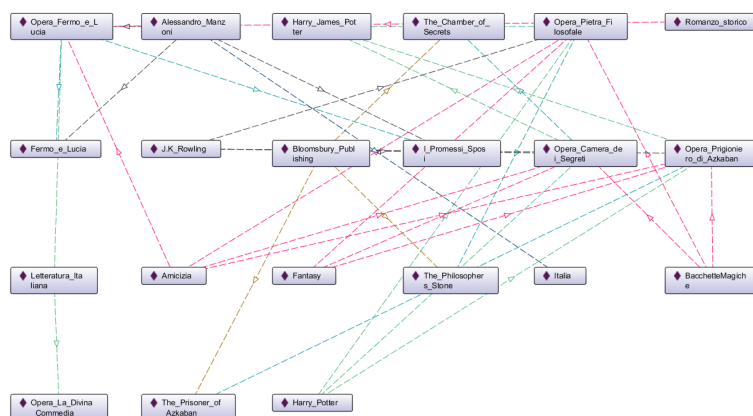 Opera_Fermo_e_L
ucia
Alessandro_Manz
oni
Harry_James_Pot
ter
The_Chamber_of_
Secrets
Opera_Pietra_Fi
losofale
Romanzo_storico
Fermo_e_Lucia
J.K_Rowling
Bloomsbury_Publ
ishing
I_Promessi_Spos
i
Opera_Camera_de
i_Segreti
Opera_Prigionie
ro_di_Azkaban
Letteratura_Ita
liana
Amicizia
Fantasy
The_Philosopher
s_Stone
Italia
BacchetteMagich
e
Opera_La_Divina
Commedia
The_Prisoner_of
_Azkaban
Harry_Potter